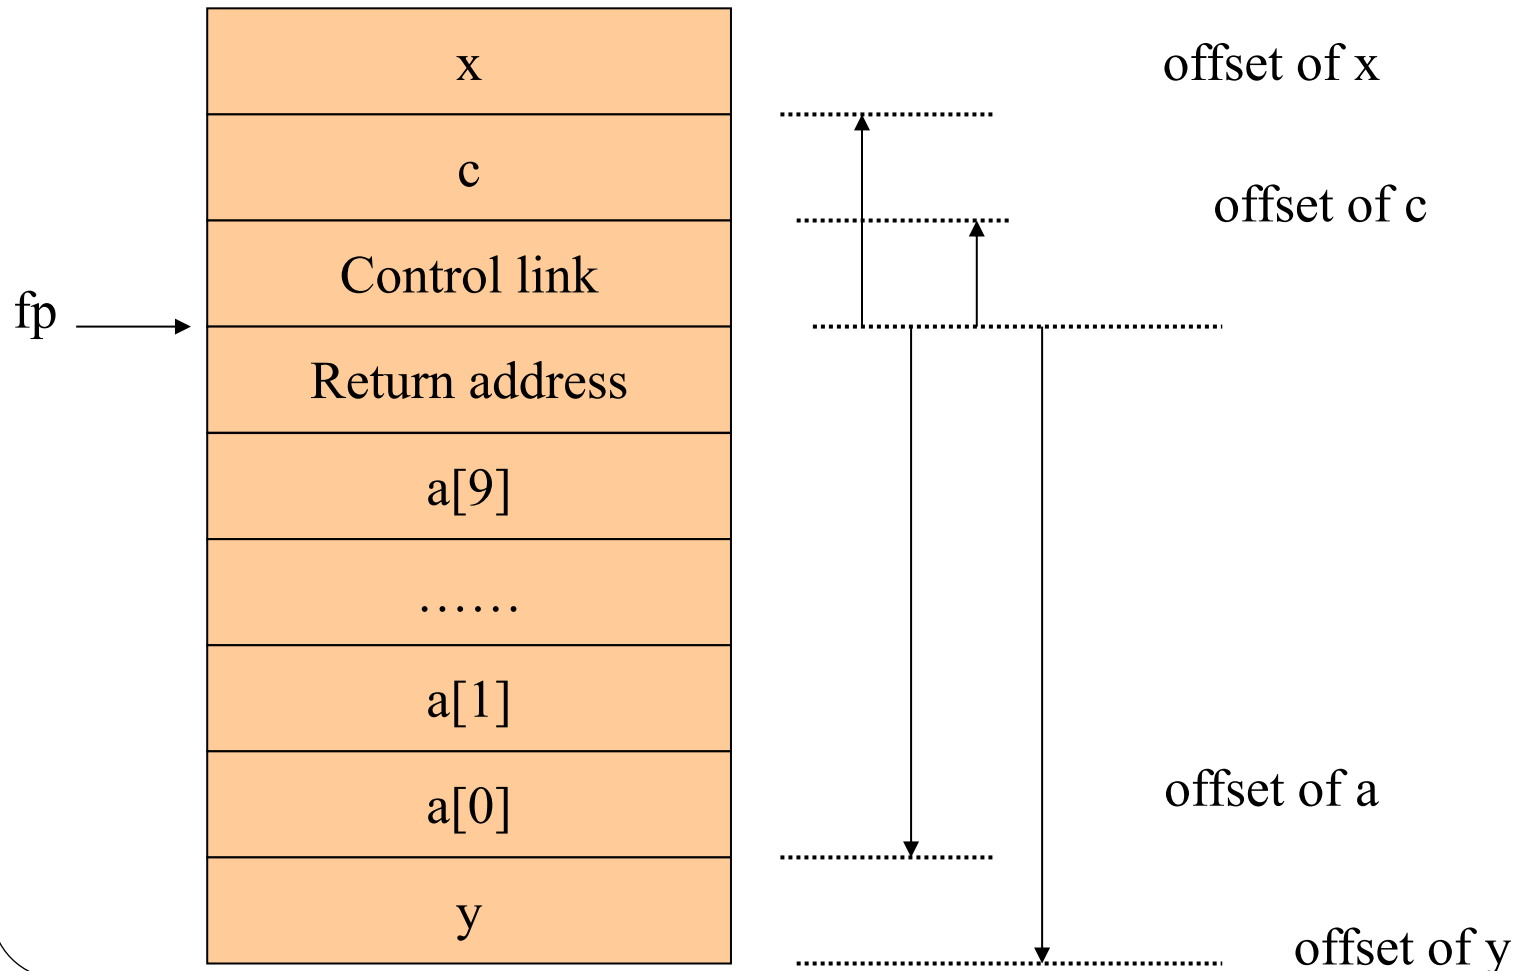 x
offset of x
c
offset of c
Control link
fp
Return address
a[9]
……
a[1]
offset of a
a[0]
y
offset of y